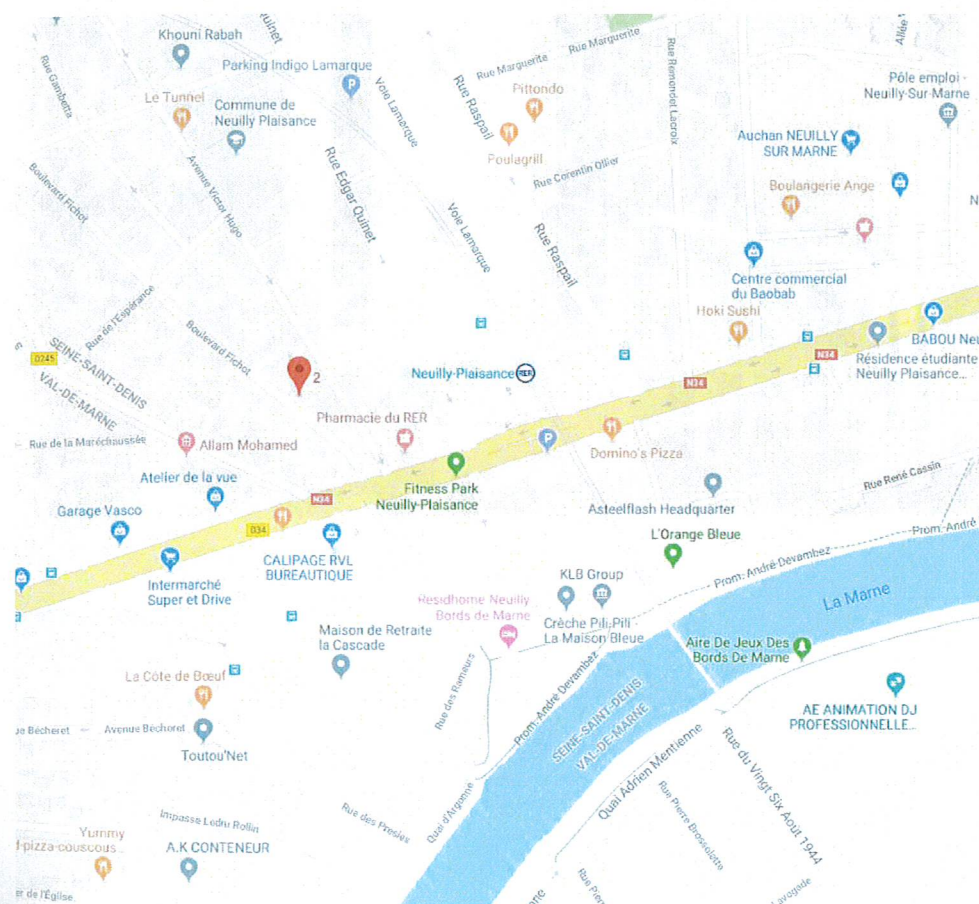 Khouni Rabah
Parking Indigo Lamarque
P
Rue Marguerite
Rue Marguerite
Rue Gambetta
Le Tunnel
Commune de
Neuilly Plaisance
Voie Lamarque
Rue Raspail
Pittondo
Poulagrill
Rue Remondet Lacroix
Pôle emploi -
Neuilly-Sur-Marne
Auchan NEUILLY
SUR MARNE
Rue Corentin Ollier
Boulangerie Ange
Boulevard Fichot
Avenue Victor Hugo
Rue Edgar Quinet
Voie Lamarque
Rue Raspail
Centre commercial
du Baobab
Hoki Sushi
Rue de l'Espérance
Boulevard Fichot
SEINE-SAINT-DENIS
VAL-DE-MARNE
D245
2
Neuilly-Plaisance RER
N34
N34
BABOU Neu
Résidence étudiante
Neuilly Plaisance...
Pharmacie du RER
Rue de la Maréchaussée
Allam Mohamed
Domino's Pizza
P
Atelier de la vue
Fitness Park
Neuilly-Plaisance
Rue René Cassin
Garage Vasco
N34
D34
Asteelflash Headquarter
CALIPAGE RVL
BUREAUTIQUE
Intermarché
Super et Drive
L'Orange Bleue
Prom. André Devambez
Prom. André
KLB Group
Residhome Neuilly
Bords de Marne
Crèche Pili Pili
La Maison Bleue
La Marne
Maison de Retraite
la Cascade
Aire De Jeux Des
Bords De Marne
La Côte de Bœuf
Rue des Rameurs
Prom. André Devambez
SEINE-SAINT-DENIS
VAL-DE-MARNE
AE ANIMATION DJ
PROFESSIONNELLE...
Avenue Bécheret
Toutou'Net
Quai Adrien Mentienne
Rue du Vingt Six Août 1944
Rue Pierre Brossolette
Quai d'Argonne
Rue des Presles
Impasse Ledru Rollin
Yummy
A.K CONTENEUR
Rue Pier